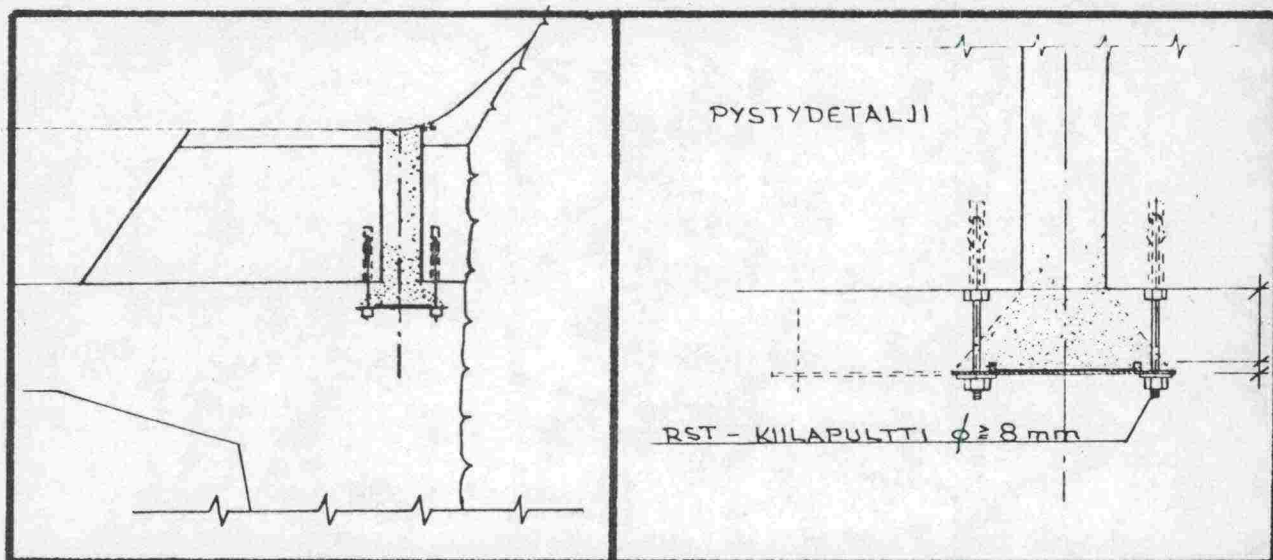 PYSTYDETALJI
RST - KIILAPULTTI ϕ ≥ 8 mm